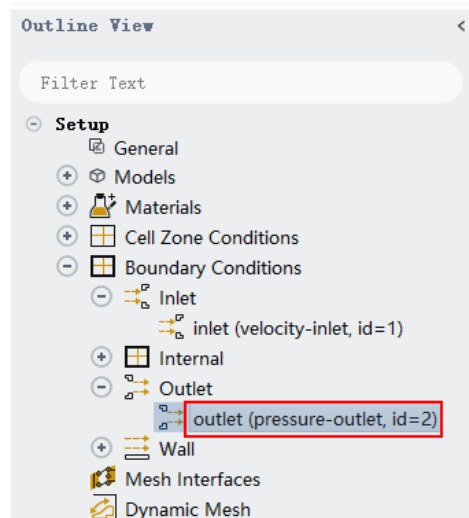 Outline View <
Filter Text
Setup
General
Models
Materials
Cell Zone Conditions
Boundary Conditions
Inlet
inlet (velocity-inlet, id=1)
Internal
Outlet
outlet (pressure-outlet, id=2)
Wall
Mesh Interfaces
Dynamic Mesh